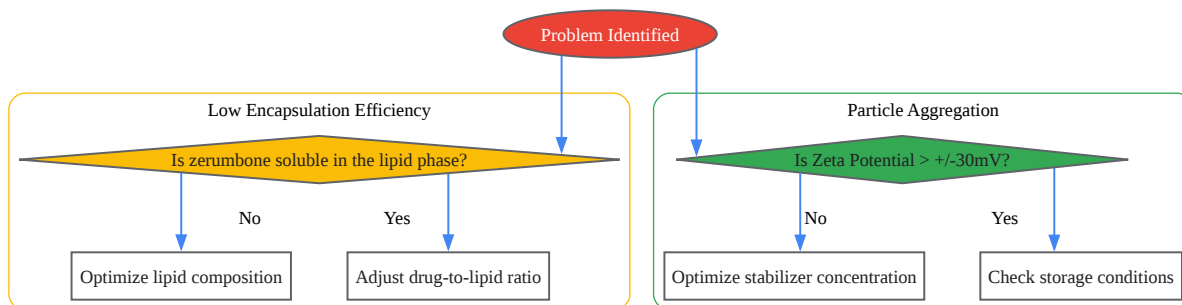 Problem Identified
Low Encapsulation Efficiency
Particle Aggregation
Is zerumbone soluble in the lipid phase?
Is Zeta Potential > +/-30mV?
No
Yes
No
Yes
Optimize lipid composition
Adjust drug-to-lipid ratio
Optimize stabilizer concentration
Check storage conditions